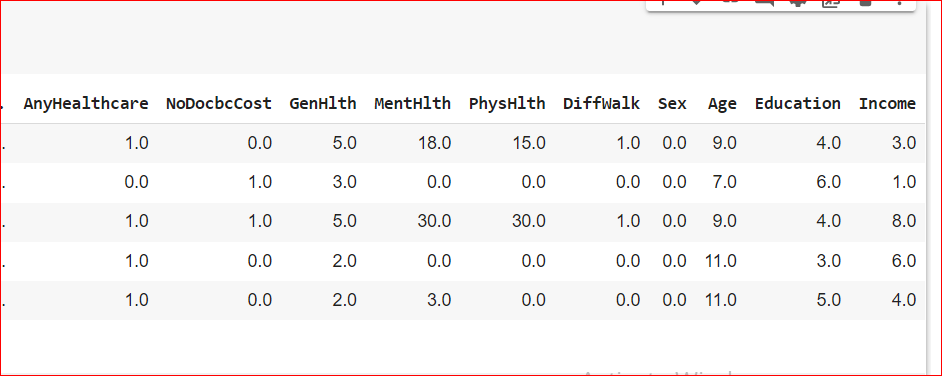 . AnyHealthcare NoDocbcCost GenHlth MentHlth PhysHlth DiffWalk Sex Age Education Income
. 1.0 0.0 5.0 18.0 15.0 1.0 0.0 9.0 4.0 3.0
. 0.0 1.0 3.0 0.0 0.0 0.0 0.0 7.0 6.0 1.0
. 1.0 1.0 5.0 30.0 30.0 1.0 0.0 9.0 4.0 8.0
. 1.0 0.0 2.0 0.0 0.0 0.0 0.0 11.0 3.0 6.0
. 1.0 0.0 2.0 3.0 0.0 0.0 0.0 11.0 5.0 4.0